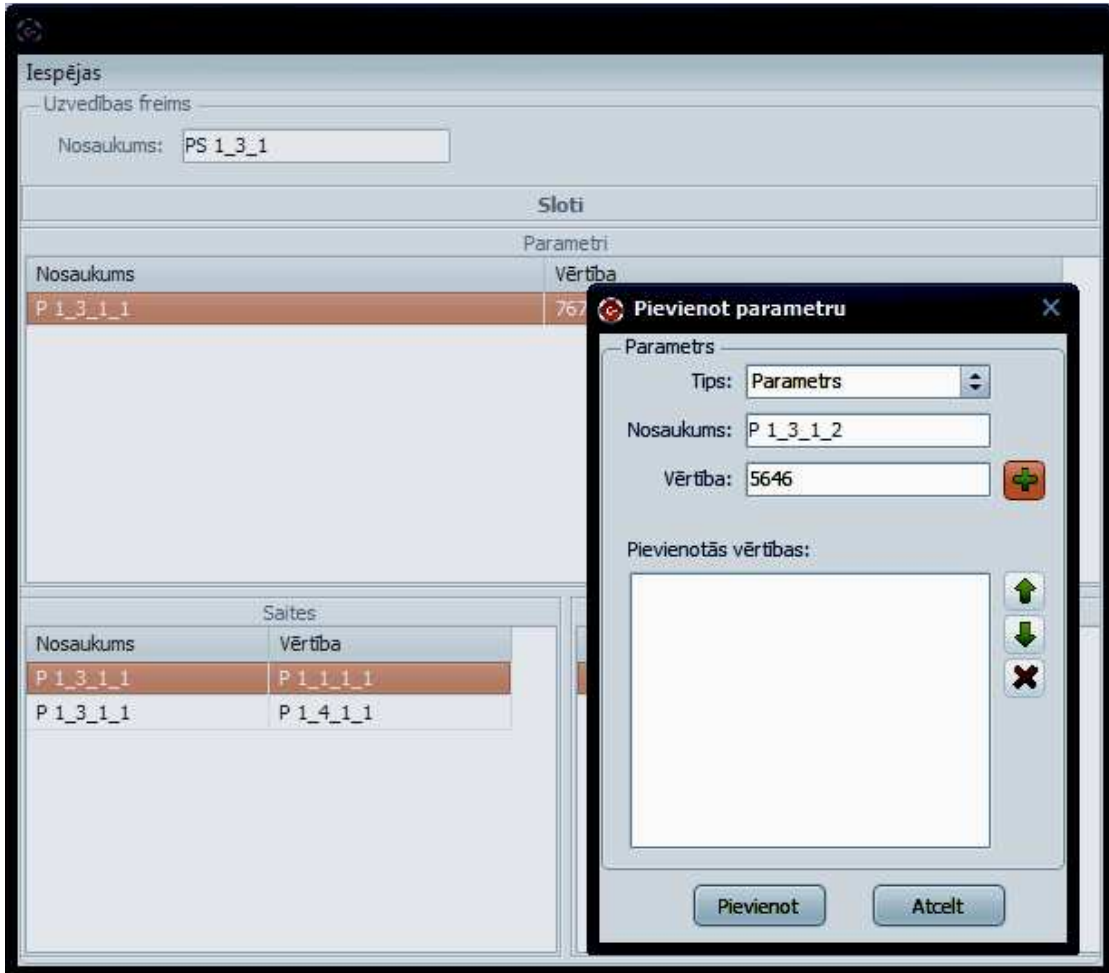 Iespējas
Uzvedības freims
Nosaukums: PS 1_3_1
Sloti
Parametri
Nosaukums Vērtība
P 1_3_1_1 767
Saites
Nosaukums Vērtība
P 1_3_1_1 P 1_1_1_1
P 1_3_1_1 P 1_4_1_1
Pievienot parametru
Parametrs
Tips: Parametrs
Nosaukums: P 1_3_1_2
Vērtība: 5646
Pievienotās vērtības:
Pievienot Atcelt